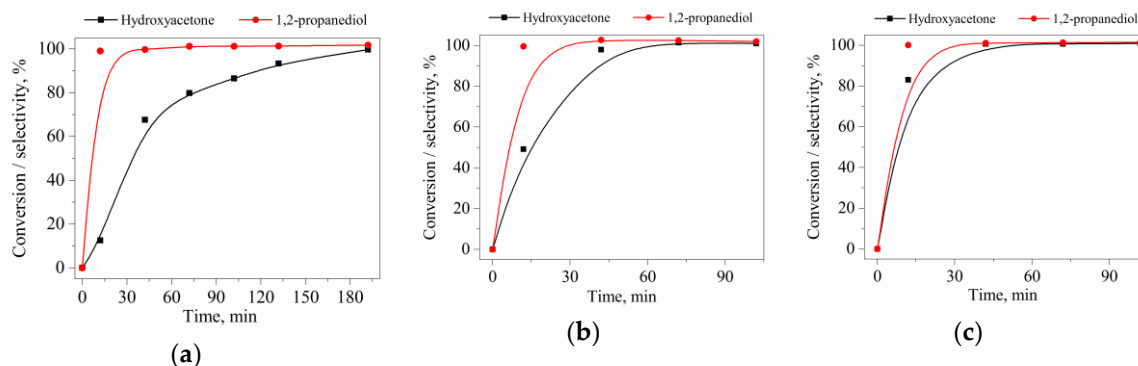 Hydroxyacetone 1,2-propanediol
Conversion / selectivity, %
100
80
60
40
20
0
0 30 60 90 120 150 180
Time, min
(a)
Hydroxyacetone 1,2-propanediol
Conversion / selectivity, %
100
80
60
40
20
0
0 30 60 90
Time, min
(b)
Hydroxyacetone 1,2-propanediol
Conversion / selectivity, %
100
80
60
40
20
0
0 30 60 90
Time, min
(c)